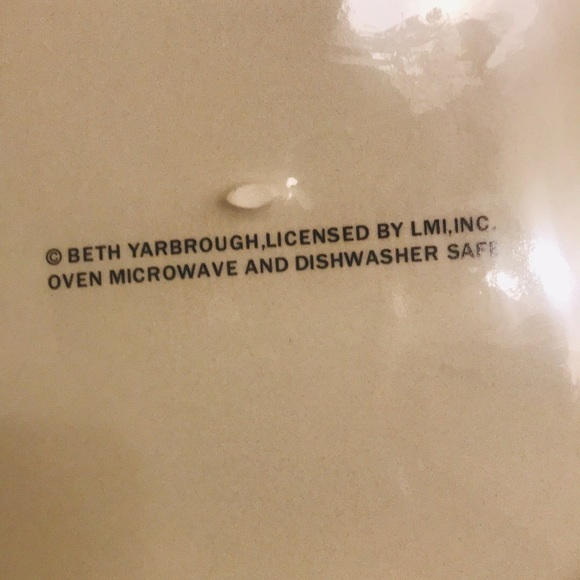 © BETH YARBROUGH,LICENSED BY LMI,INC.
OVEN MICROWAVE AND DISHWASHER SAFE